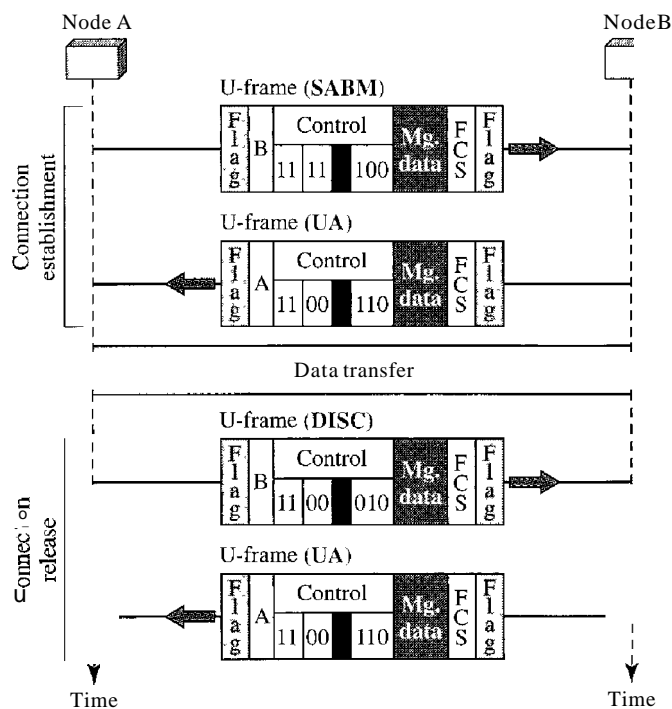 Node A
NodeB
U-frame (SABM)
Flag
B
Control
11 11 100
Mg. data
FCS
Flag
Connection establishment
U-frame (UA)
Flag
A
Control
11 00 110
Mg. data
FCS
Flag
Data transfer
U-frame (DISC)
Flag
B
Control
11 00 010
Mg. data
FCS
Flag
release
U-frame (UA)
Flag
A
Control
11 00 110
Mg. data
FCS
Flag
Time
Time